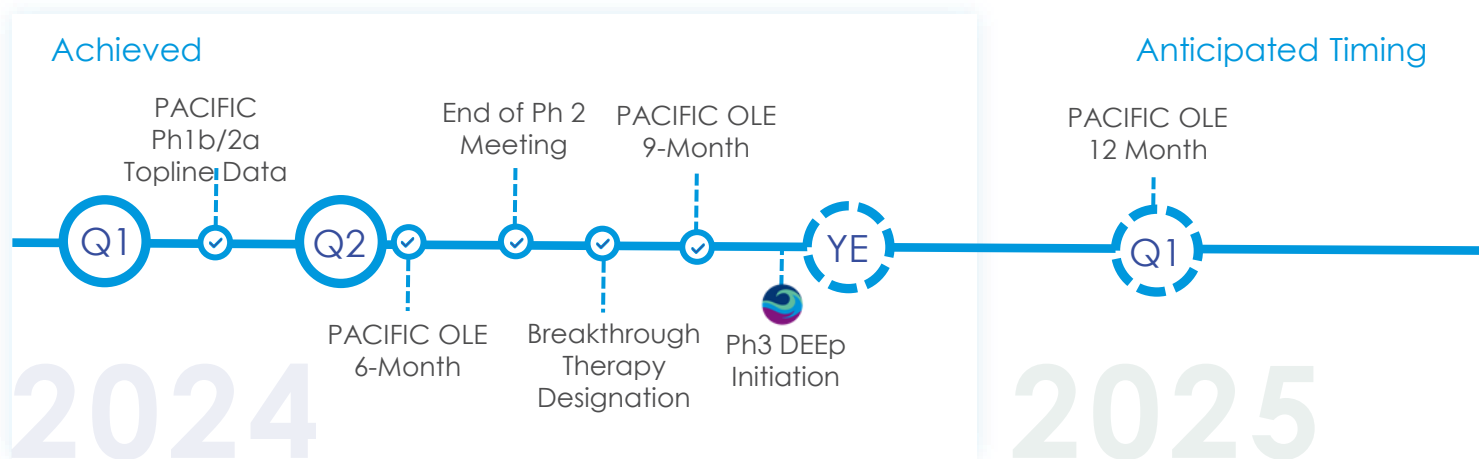 Achieved
Anticipated Timing
PACIFIC
Ph1b/2a
Topline Data
End of Ph 2
Meeting
PACIFIC OLE
9-Month
PACIFIC OLE
12 Month
Q1
Q2
YE
Q1
PACIFIC OLE
6-Month
Breakthrough
Therapy
Designation
Ph3 DEEp
Initiation
2024
2025